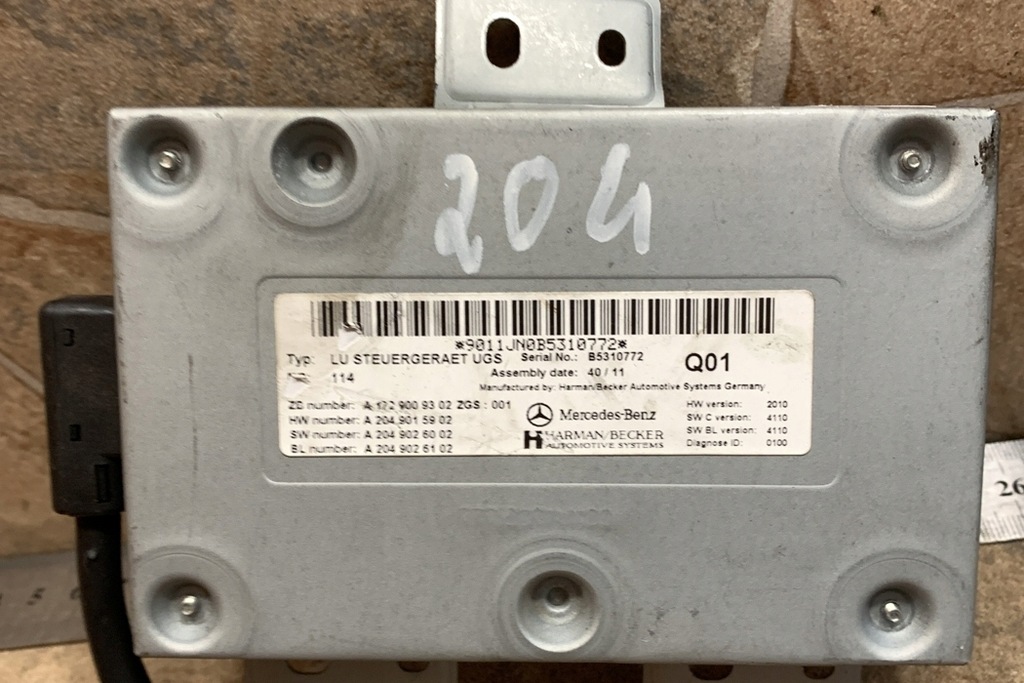 204
*9011JN0B5310772*
Typ: LU STEUERGERAET UGS Serial No.: B5310772
114
Assembly date: 40 / 11
Q01
Manufactured by: Harman/Becker Automotive Systems Germany
ZB number: A 172 900 93 02 ZGS : 001
HW number: A 204 901 59 02
SW number: A 204 902 60 02
BL number: A 204 902 61 02
Mercedes-Benz
HARMAN/BECKER
AUTOMOTIVE SYSTEMS
HW version: 2010
SW C version: 4110
SW BL version: 4110
Diagnose ID: 0100
26